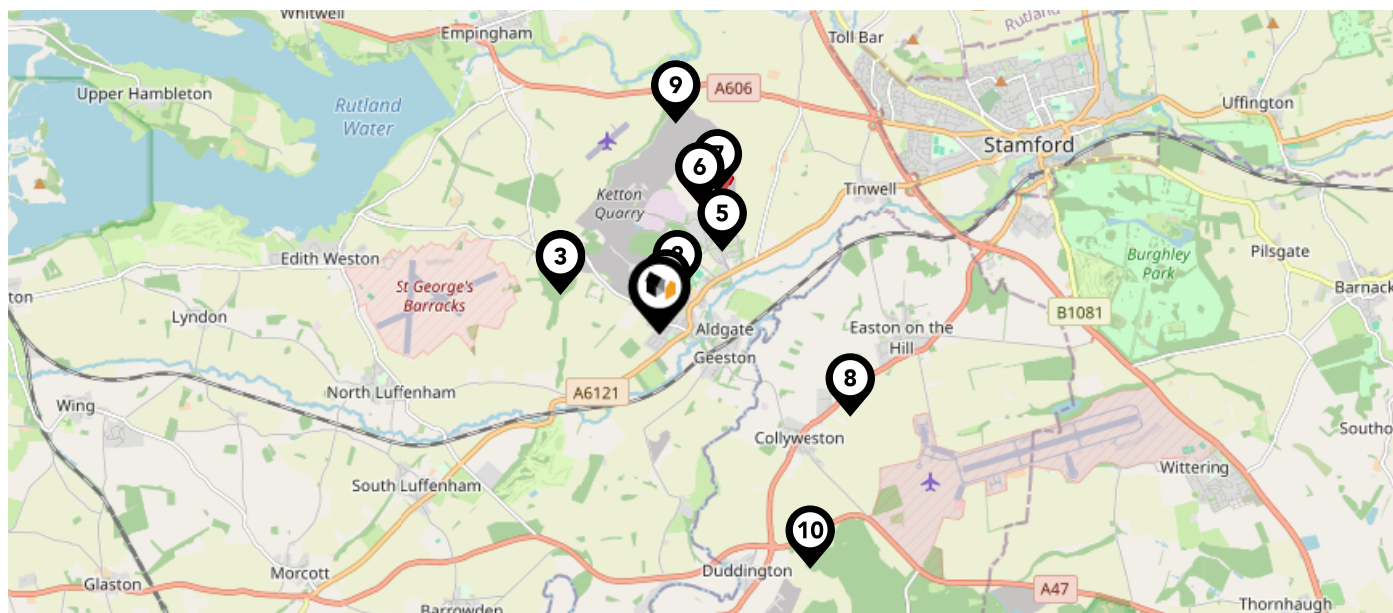 Whitwell
Empingham
Toll Bar
Rutland
Upper Hambleton
Rutland
Water
9
A606
Uffington
Stamford
7
6
Ketton
Quarry
Tinwell
5
Edith Weston
3
Burghley
Park
Pilsgate
St George's
Barracks
ton
Barnack
Lyndon
Aldgate
Geeston
Easton on the
Hill
B1081
8
North Luffenham
A6121
Wing
Collyweston
Southo
Wittering
South Luffenham
10
Duddington
Morcott
Glaston
A47
Barrowden
Thornhaugh